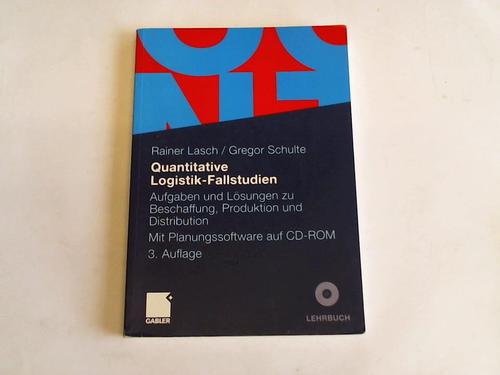 Rainer Lasch / Gregor Schulte
Quantitative
Logistik-Fallstudien
Aufgaben und Lösungen zu
Beschaffung, Produktion und
Distribution
Mit Planungssoftware auf CD-ROM
3. Auflage
GABLER
LEHRBUCH